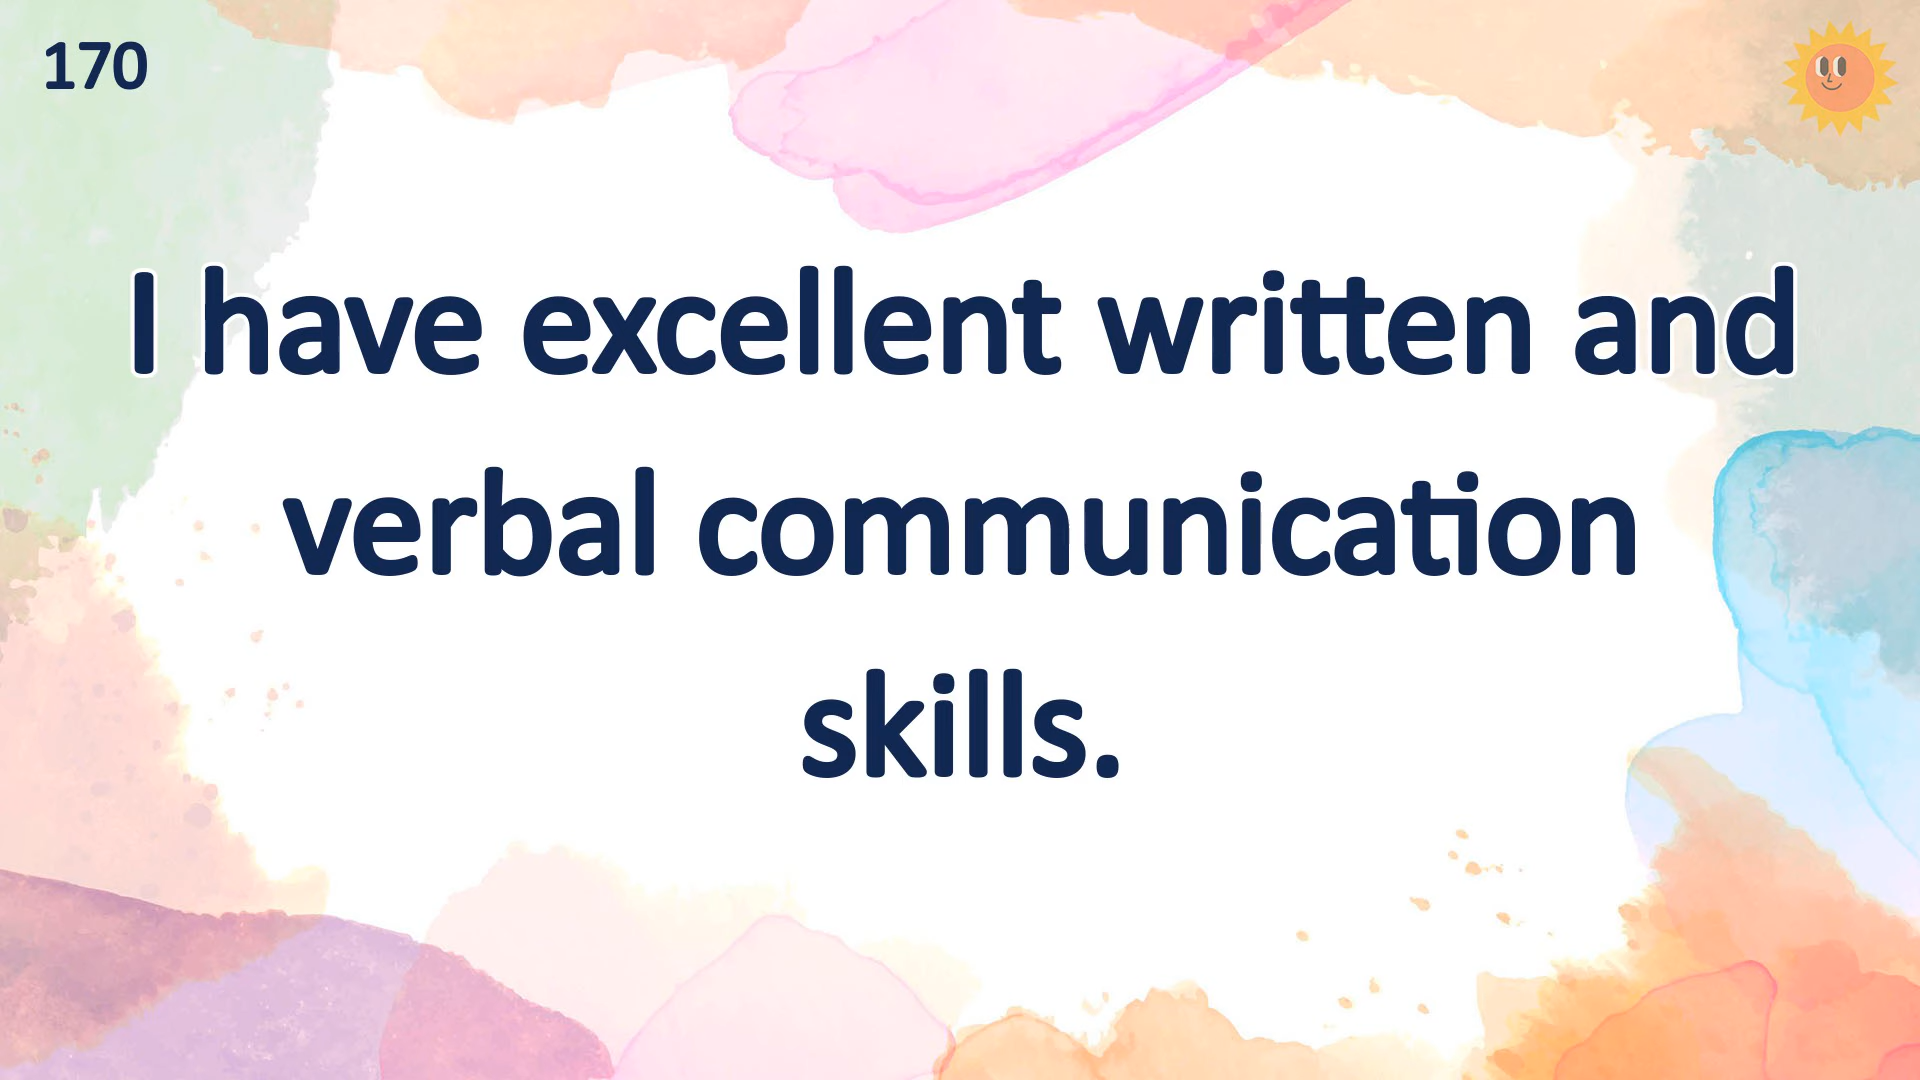 170
I have excellent written and
verbal communication
skills.